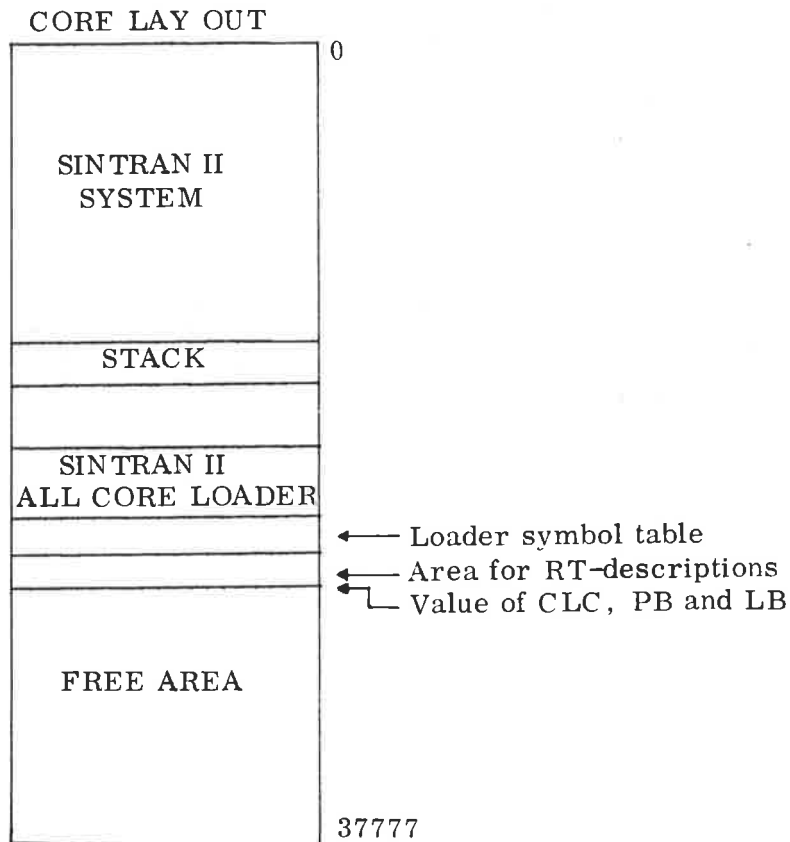 CORE LAY OUT
0
SINTRAN II
SYSTEM
STACK
SINTRAN II
ALL CORE LOADER
Loader symbol table
Area for RT-descriptions
Value of CLC, PB and LB
FREE AREA
37777